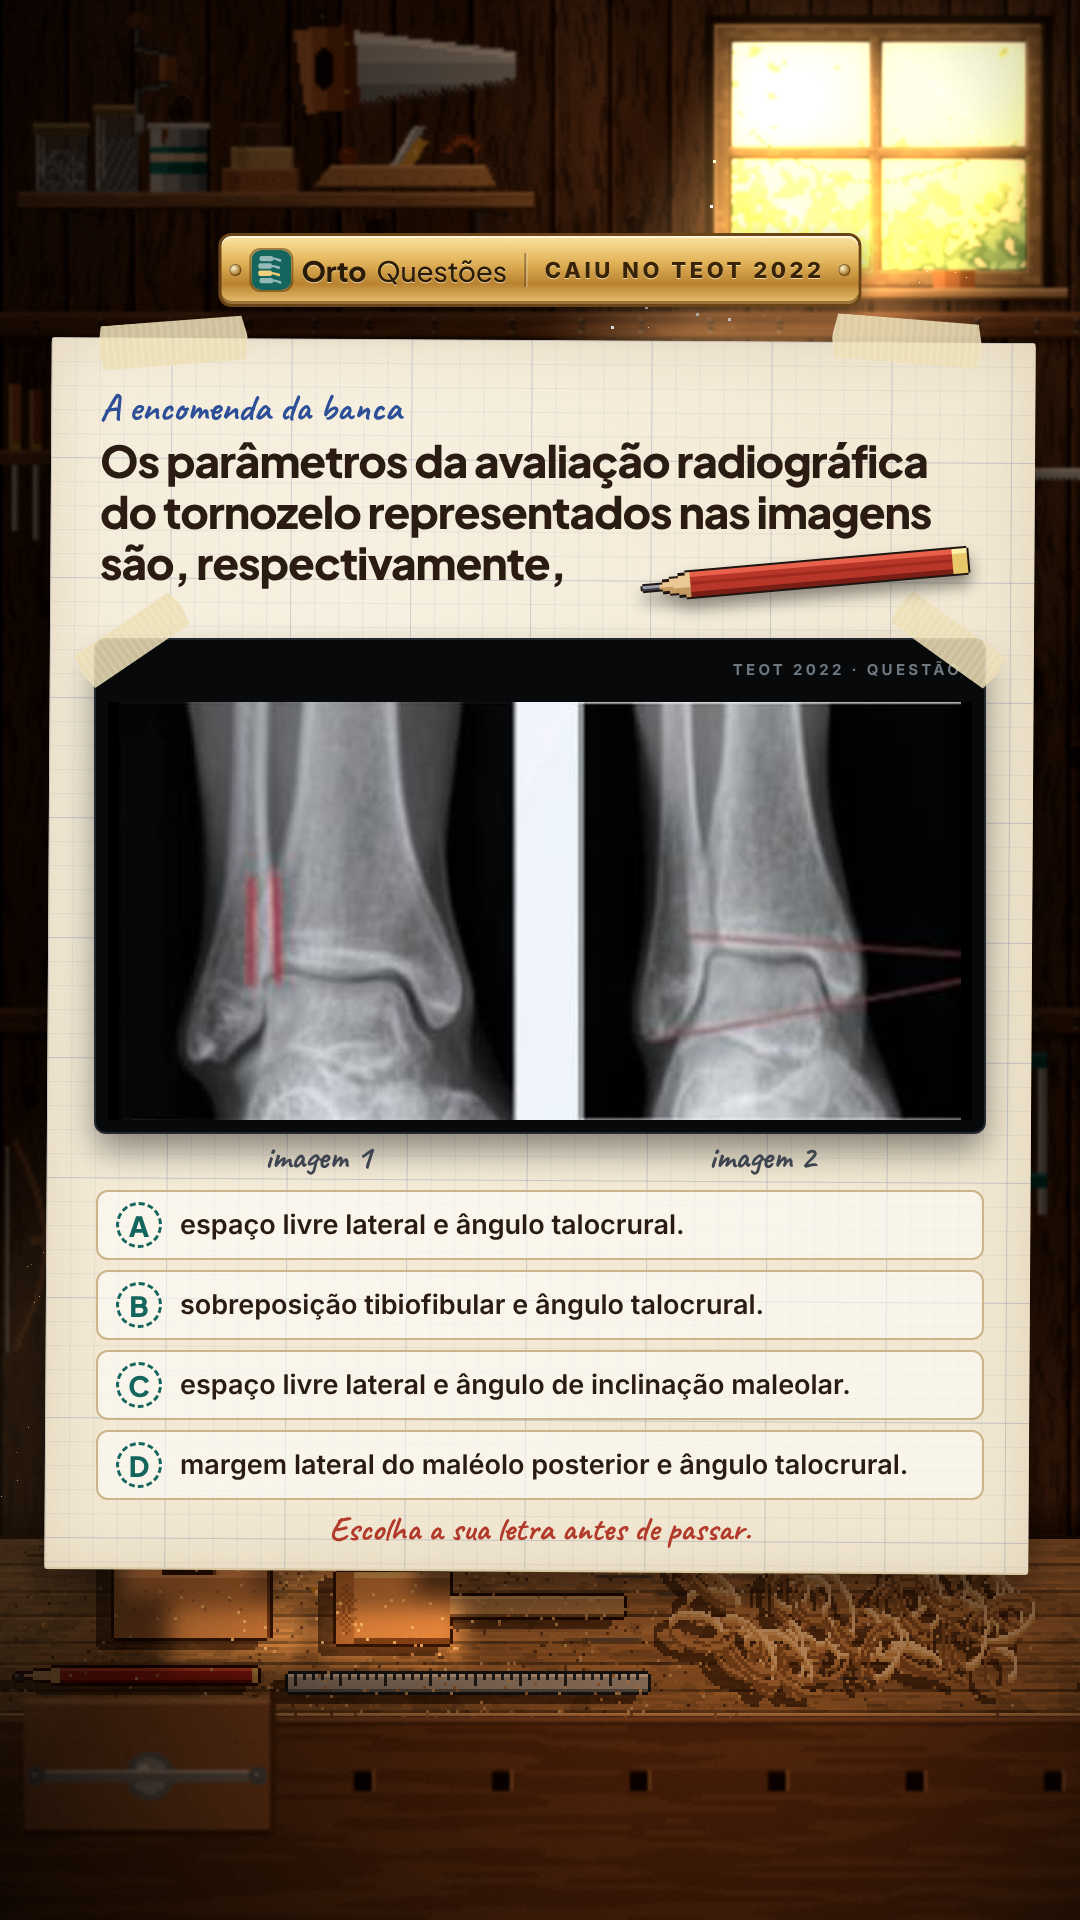 Orto Questões
CAIU NO TEOT 2022
A encomenda da banca
Os parâmetros da avaliação radiográfica
do tornozelo representados nas imagens
são, respectivamente,
TEOT 2022 · QUESTÃO
imagem 1
imagem 2
A espaço livre lateral e ângulo talocrural.
B sobreposição tibiofibular e ângulo talocrural.
C espaço livre lateral e ângulo de inclinação maleolar.
D margem lateral do maléolo posterior e ângulo talocrural.
Escolha a sua letra antes de passar.